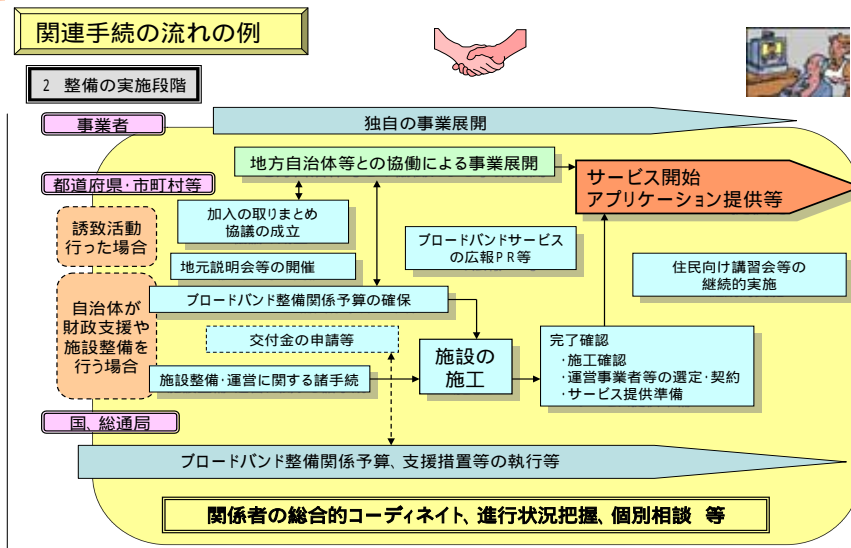 関連手続の流れの例
2 整備の実施段階
事業者
独自の事業展開
地方自治体等との協働による事業展開
サービス開始
アプリケーション提供等
都道府県・市町村等
誘致活動
行った場合
加入の取りまとめ
協議の成立
ブロードバンドサービス
の広報PR等
地元説明会等の開催
住民向け講習会等の
継続的実施
自治体が
財政支援や
施設整備を
行う場合
ブロードバンド整備関係予算の確保
交付金の申請等
施設の
施工
完了確認
・施工確認
・運営事業者等の選定・契約
・サービス提供準備
施設整備・運営に関する諸手続
国、総通局
ブロードバンド整備関係予算、支援措置等の執行等
関係者の総合的コーディネイト、進行状況把握、個別相談 等